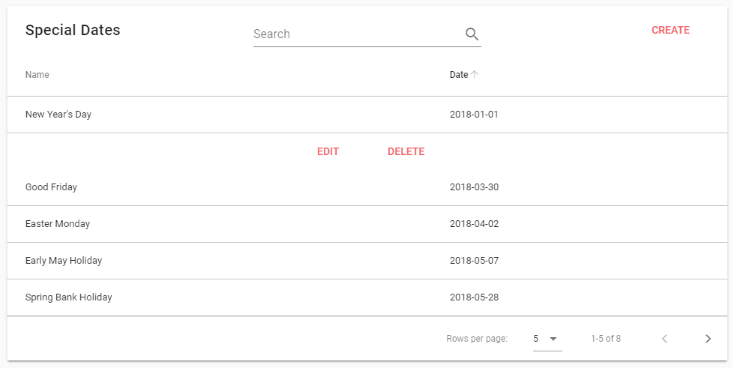 Special Dates
Search
CREATE
Name Date
New Year's Day 2018-01-01
EDIT DELETE
Good Friday 2018-03-30
Easter Monday 2018-04-02
Early May Holiday 2018-05-07
Spring Bank Holiday 2018-05-28
Rows per page: 5 1-5 of 8